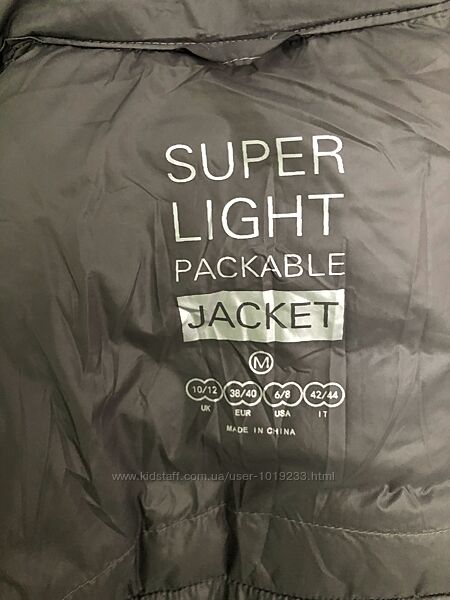 SUPER
LIGHT
PACKABLE
JACKET
M
10/12 38/40 6/8 42/44
UK EUR USA IT
MADE IN CHINA
www.kidstaff.com.ua/user-1019233.html